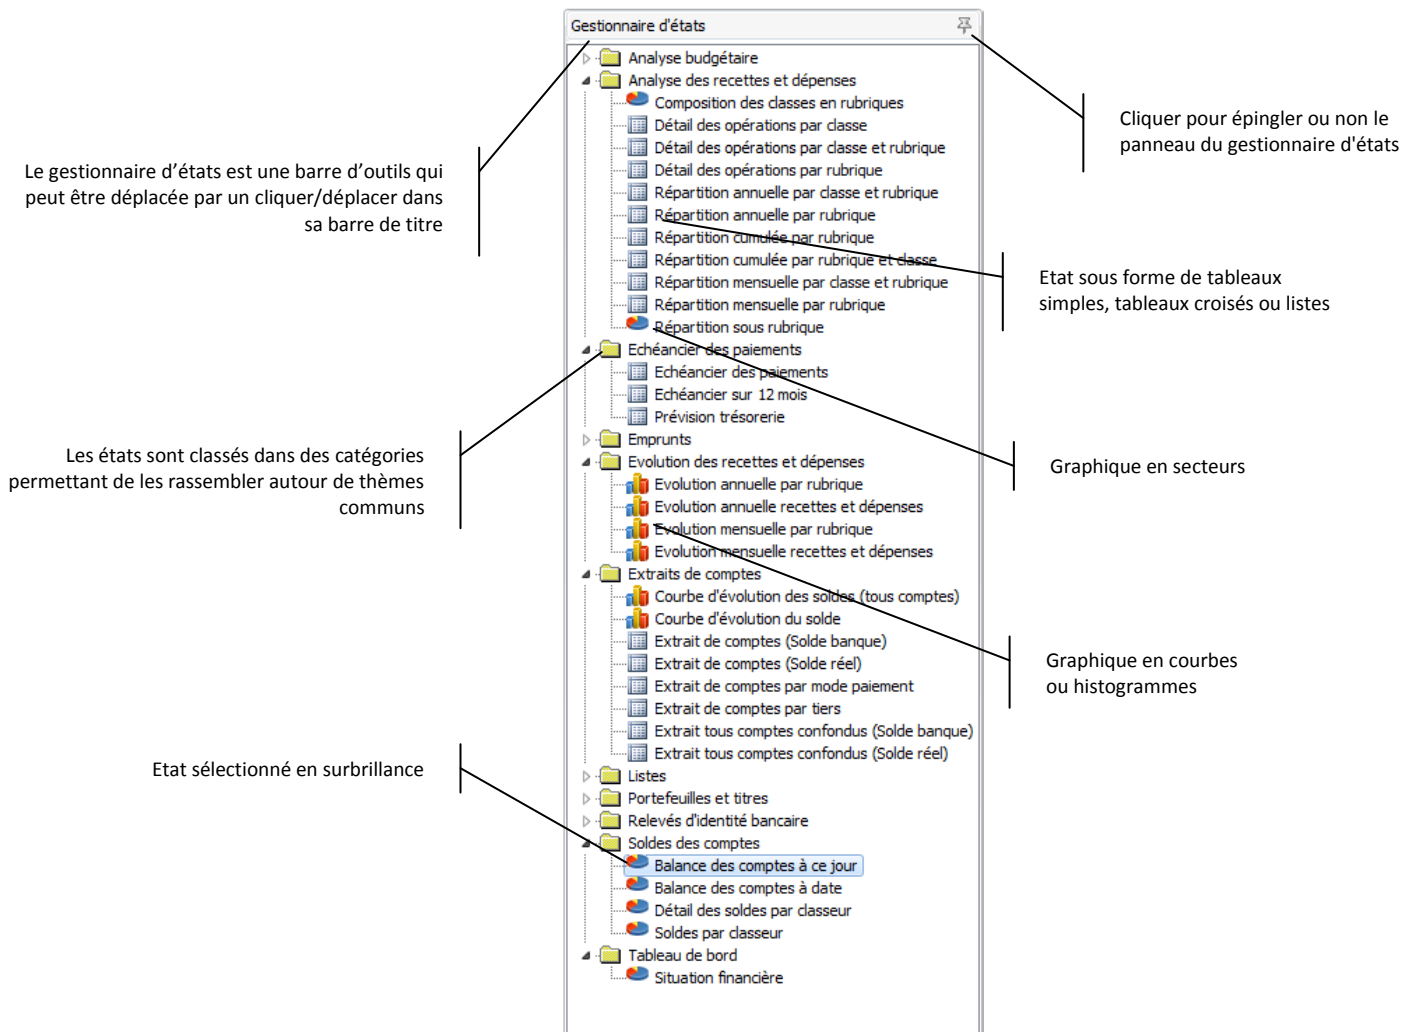 Gestionnaire d'états
Analyse budgétaire
Analyse des recettes et dépenses
Composition des classes en rubriques
Détail des opérations par classe
Détail des opérations par classe et rubrique
Détail des opérations par rubrique
Répartition annuelle par classe et rubrique
Répartition annuelle par rubrique
Répartition cumulée par rubrique
Répartition cumulée par rubrique et classe
Répartition mensuelle par classe et rubrique
Répartition mensuelle par rubrique
Répartition sous rubrique
Echéancier des paiements
Echéancier des paiements
Echéancier sur 12 mois
Prévision trésorerie
Emprunts
Evolution des recettes et dépenses
Evolution annuelle par rubrique
Evolution annuelle recettes et dépenses
Evolution mensuelle par rubrique
Evolution mensuelle recettes et dépenses
Extraits de comptes
Courbe d'évolution des soldes (tous comptes)
Courbe d'évolution du solde
Extrait de comptes (Solde banque)
Extrait de comptes (Solde réel)
Extrait de comptes par mode paiement
Extrait de comptes par tiers
Extrait tous comptes confondus (Solde banque)
Extrait tous comptes confondus (Solde réel)
Listes
Portefeuilles et titres
Relevés d'identité bancaire
Soldes des comptes
Balance des comptes à ce jour
Balance des comptes à date
Détail des soldes par classeur
Soldes par classeur
Tableau de bord
Situation financière
Le gestionnaire d’états est une barre d’outils qui
peut être déplacée par un cliquer/déplacer dans
sa barre de titre
Les états sont classés dans des catégories
permettant de les rassembler autour de thèmes
communs
Etat sélectionné en surbrillance
Cliquer pour épingler ou non le
panneau du gestionnaire d'états
Etat sous forme de tableaux
simples, tableaux croisés ou listes
Graphique en secteurs
Graphique en courbes
ou histogrammes